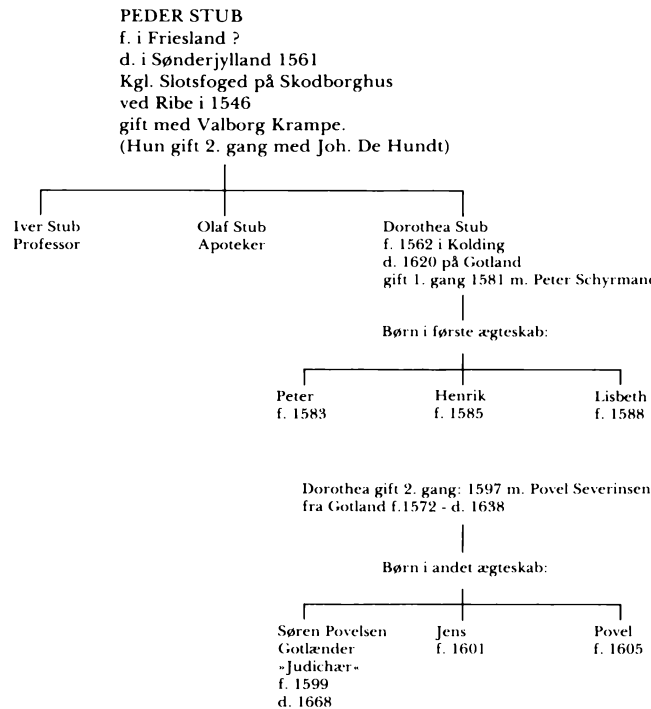 PEDER STUB
f. i Friesland ?
d. i Sønderjylland 1561
Kgl. Slotsfoged på Skodborghus
ved Ribe i 1546
gift med Valborg Krampe.
(Hun gift 2. gang med Joh. De Hundt)
Iver Stub
Professor
Olaf Stub
Apoteker
Dorothea Stub
f. 1562 i Kolding
d. 1620 på Gotland
gift 1. gang 1581 m. Peter Schyrmand
Børn i første ægteskab:
Peter
f. 1583
Henrik
f. 1585
Lisbeth
f. 1588
Dorothea gift 2. gang: 1597 m. Povel Severinsen
fra Gotland f.1572 - d. 1638
Børn i andet ægteskab:
Søren Povelsen
Gotlænder
»Judichær«
f. 1599
d. 1668
Jens
f. 1601
Povel
f. 1605